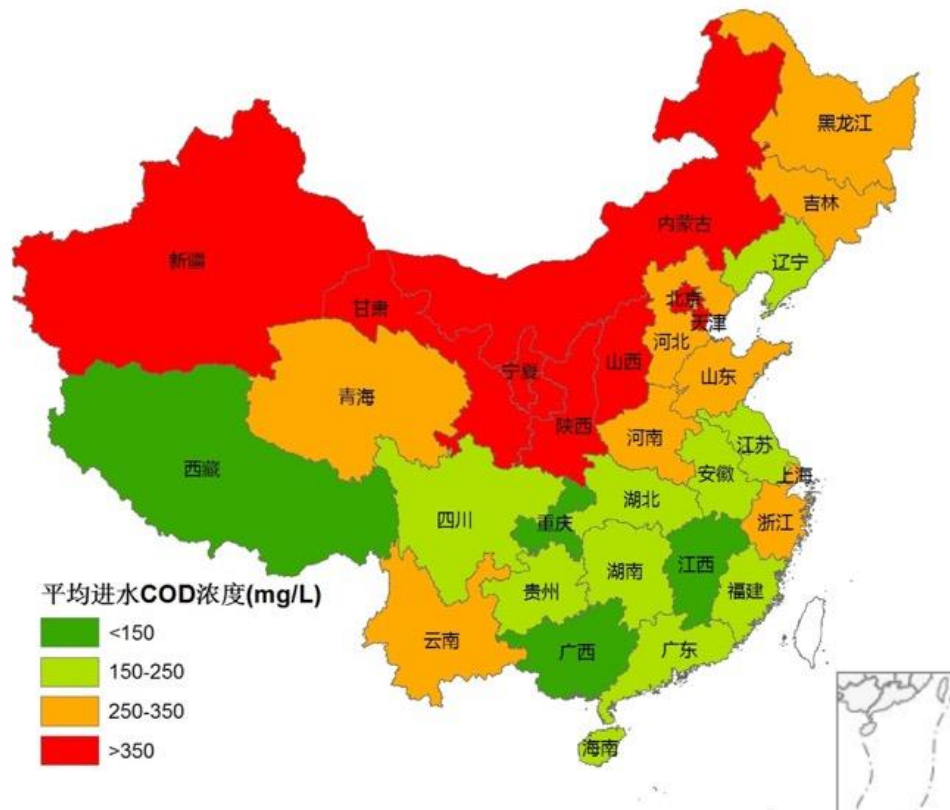 黑龙江
吉林
内蒙古
辽宁
新疆
北京
甘肃
天津
河北
山西
宁夏
山东
青海
陕西
河南
江苏
西藏
安徽
上海
湖北
四川
重庆
浙江
江西
湖南
贵州
福建
云南
广西
广东
海南
平均进水COD浓度(mg/L)
<150
150-250
250-350
>350